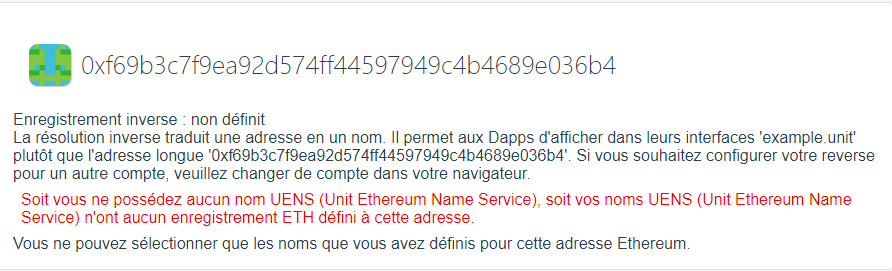 0xf69b3c7f9ea92d574ff44597949c4b4689e036b4
Enregistrement inverse : non définit
La résolution inverse traduit une adresse en un nom. Il permet aux Dapps d'afficher dans leurs interfaces 'example.unit'
plutôt que l'adresse longue '0xf69b3c7f9ea92d574ff44597949c4b4689e036b4'. Si vous souhaitez configurer votre reverse
pour un autre compte, veuillez changer de compte dans votre navigateur.
Soit vous ne possédez aucun nom UENS (Unit Ethereum Name Service), soit vos noms UENS (Unit Ethereum Name
Service) n'ont aucun enregistrement ETH défini à cette adresse.
Vous ne pouvez sélectionner que les noms que vous avez définis pour cette adresse Ethereum.